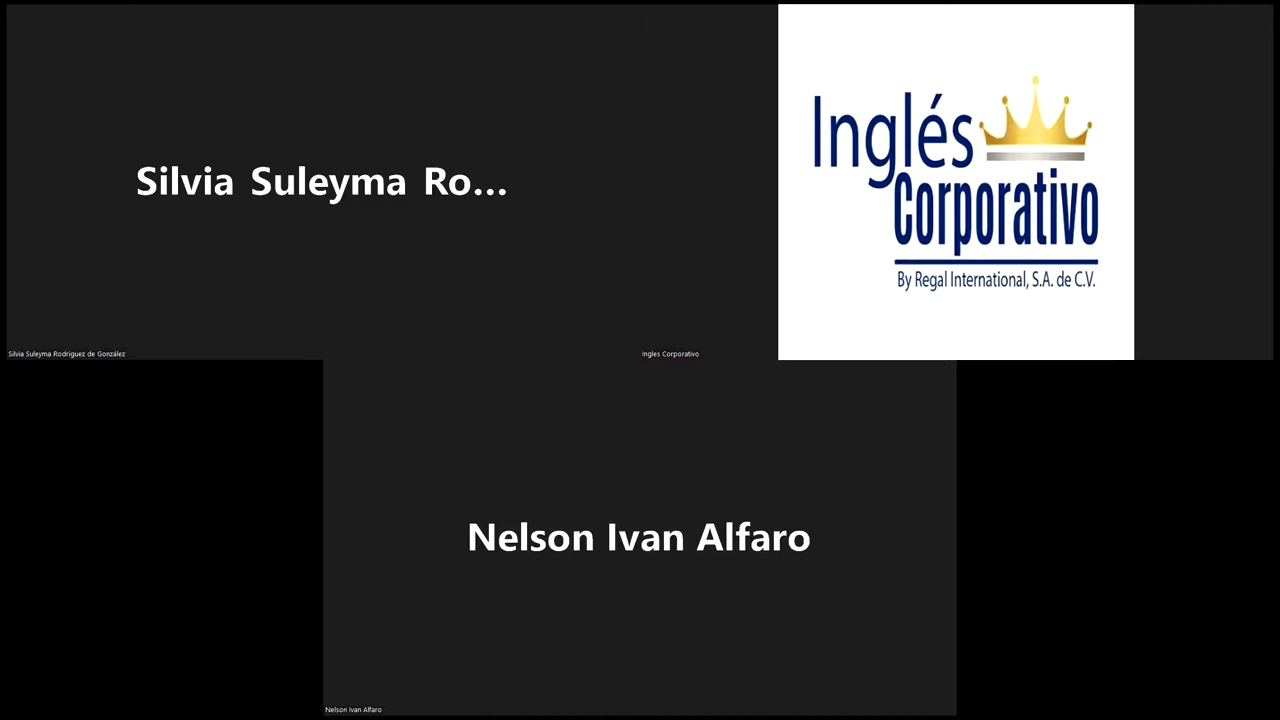 Silvia Suleyma Ro...
Silvia Suleyma Rodriguez de González
Inglés
Corporativo
By Regal International, S.A. de C.V.
Ingles Corporativo
Nelson Ivan Alfaro
Nelson Ivan Alfaro